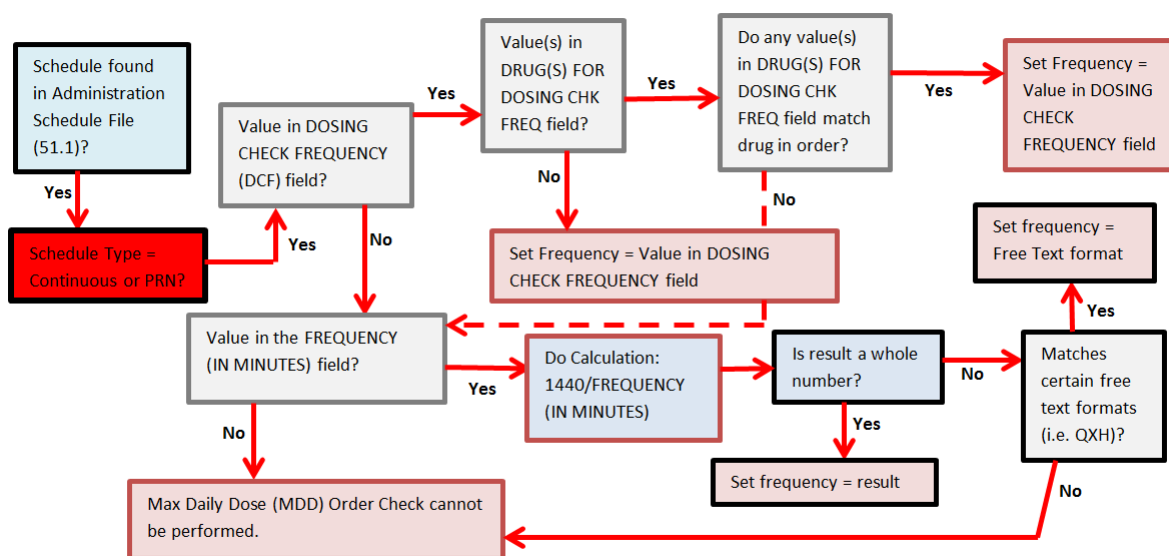 Schedule found
in Administration
Schedule File
(51.1)?
Yes
Schedule Type =
Continuous or PRN?
Yes
Value in DOSING
CHECK FREQUENCY
(DCF) field?
Yes
No
Value(s) in
DRUG(S) FOR
DOSING CHK
FREQ field?
Yes
No
Do any value(s)
in DRUG(S) FOR
DOSING CHK
FREQ field match
drug in order?
Yes
No
Set Frequency =
Value in DOSING
CHECK
FREQUENCY field
Set Frequency = Value in DOSING
CHECK FREQUENCY field
Value in the FREQUENCY
(IN MINUTES) field?
Yes
No
Do Calculation:
1440/FREQUENCY
(IN MINUTES)
Is result a whole
number?
No
Yes
Set frequency = result
Matches
certain free
text formats
(i.e. QXH)?
Yes
No
Set frequency =
Free Text format
Max Daily Dose (MDD) Order Check cannot
be performed.